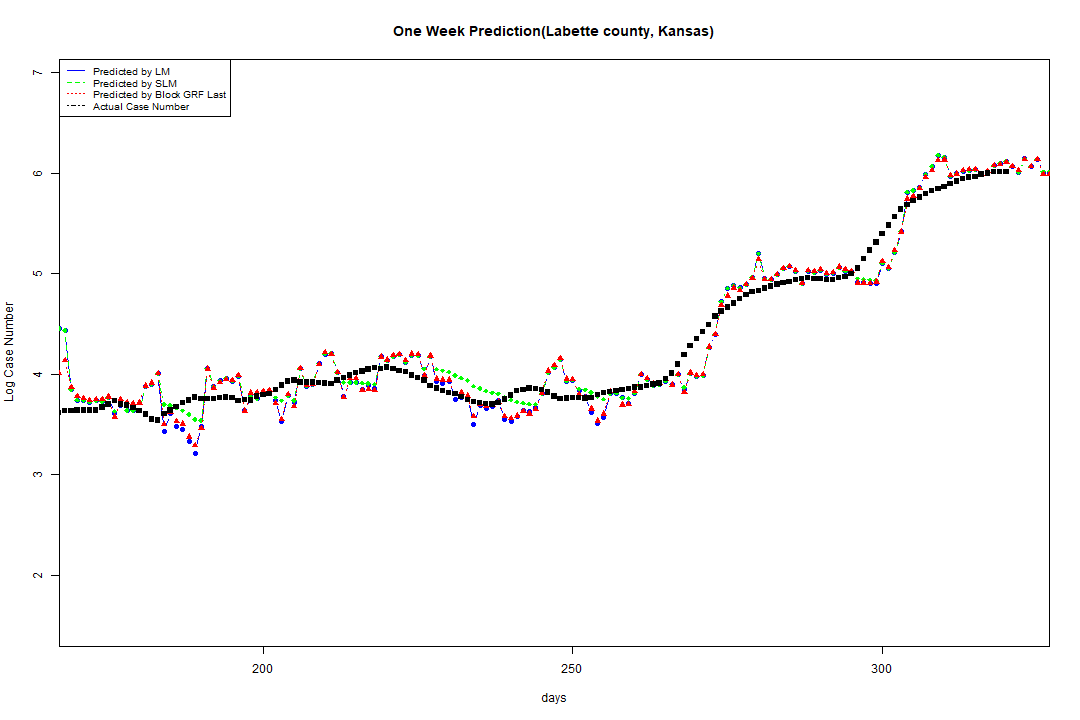 One Week Prediction(Labette county, Kansas)
Predicted by LM
Predicted by SLM
Predicted by Block GRF Last
Actual Case Number
7
6
5
4
3
2
Log Case Number
200 250 300
days